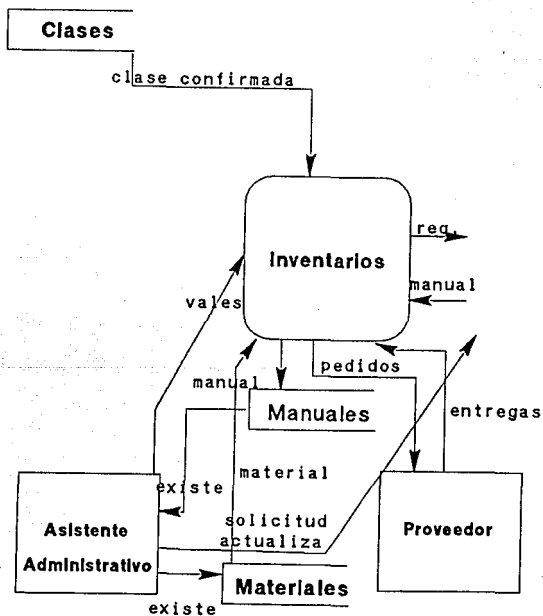 Clases
clase confirmada
req.
Inventarios
manual
vales
pedidos
manual
Manuales
entregas
material
existe
solicitud
actualiza
Asistente
Administrativo
Proveedor
Materiales
existe